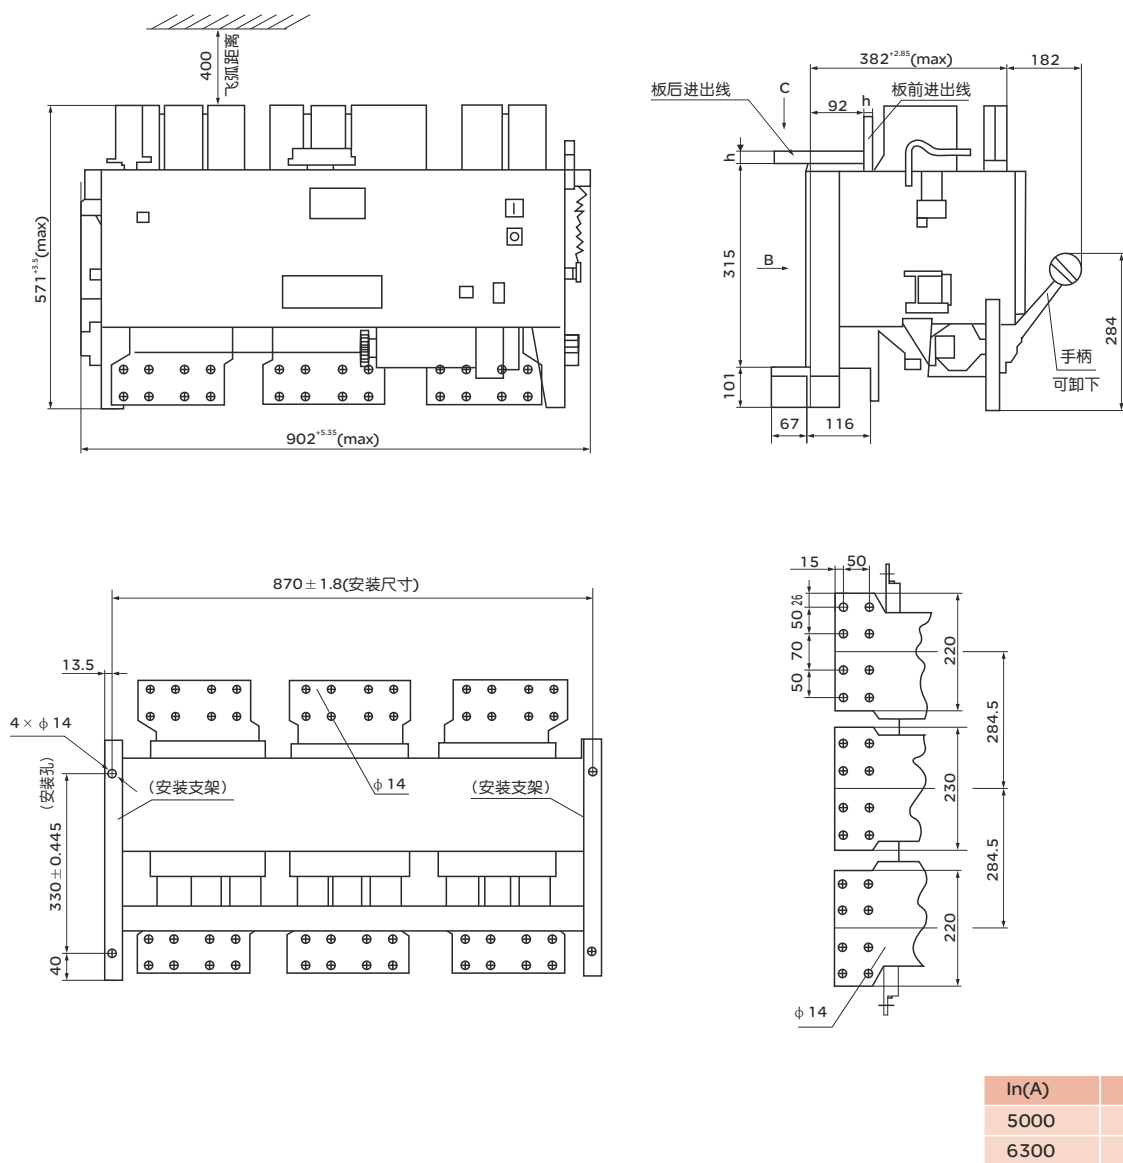 400
飞弧距离
571+3.5(max)
902+5.35(max)
382+2.85(max)
182
板后进出线
C
92
h
板前进出线
h
315
B
101
67
116
284
手柄
可卸下
870±1.8(安装尺寸)
13.5
4×ϕ14
(安装孔)
(安装支架)
ϕ14
(安装支架)
330±0.445
40
15
50
26
50
70
50
220
284.5
230
284.5
220
ϕ14
In(A)
5000
6300